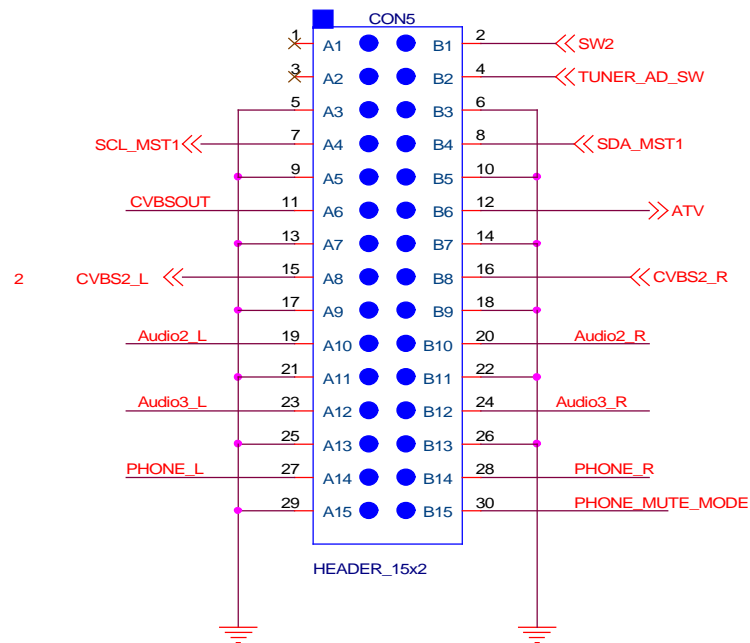 CON5
1 A1 B1 2 SW2
3 A2 B2 4 TUNER_AD_SW
5 A3 B3 6
SCL_MST1 7 A4 B4 8 SDA_MST1
9 A5 B5 10
CVBSOUT 11 A6 B6 12 ATV
13 A7 B7 14
2 CVBS2_L 15 A8 B8 16 CVBS2_R
17 A9 B9 18
Audio2_L 19 A10 B10 20 Audio2_R
21 A11 B11 22
Audio3_L 23 A12 B12 24 Audio3_R
25 A13 B13 26
PHONE_L 27 A14 B14 28 PHONE_R
29 A15 B15 30 PHONE_MUTE_MODE
HEADER_15x2